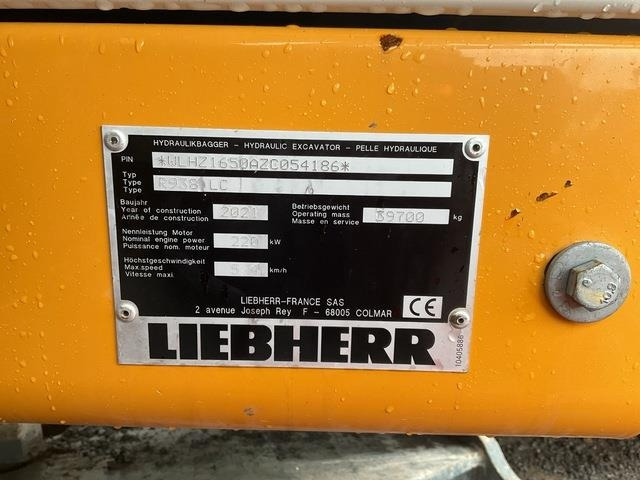 HYDRAULIKBAGGER - HYDRAULIC EXCAVATOR - PELLE HYDRAULIQUE
PIN *WLHZ1650AZC054186*
Typ
Type R938 LC
Type
Baujahr
Year of construction 2021
Année de construction
Betriebsgewicht
Operating mass 39700 kg
Masse en service
Nennleistung Motor
Nominal engine power 220 kW
Puissance nom. moteur
Höchstgeschwindigkeit
Max.speed km/h
Vitesse maxi.
LIEBHERR-FRANCE SAS
2 avenue Joseph Rey F - 68005 COLMAR
CE
LIEBHERR
10405886